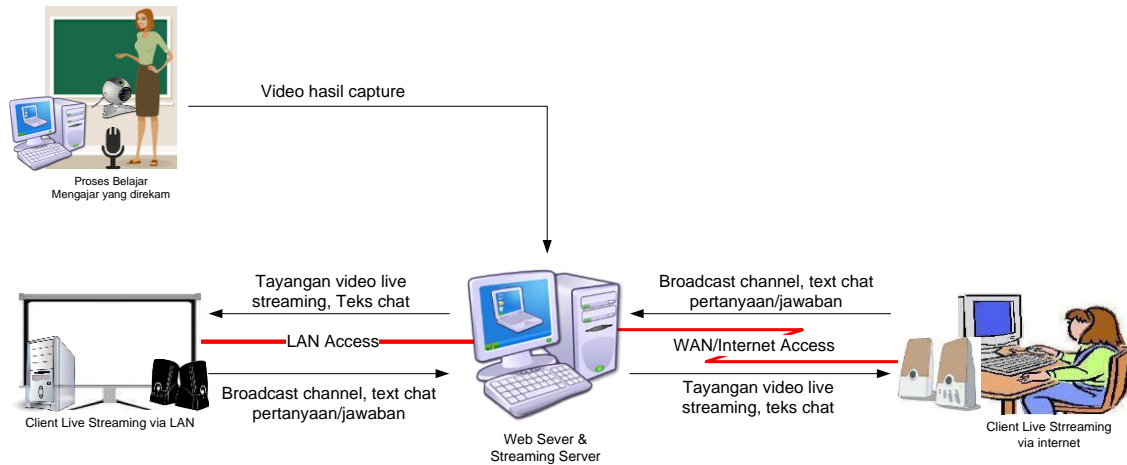 Video hasil capture
Proses Belajar
Mengajar yang direkam
Tayangan video live
streaming, Teks chat
LAN Access
Broadcast channel, text chat
pertanyaan/jawaban
Client Live Streaming via LAN
Web Sever &
Streaming Server
Broadcast channel, text chat
pertanyaan/jawaban
WAN/Internet Access
Tayangan video live
streaming, teks chat
Client Live Strreaming
via internet